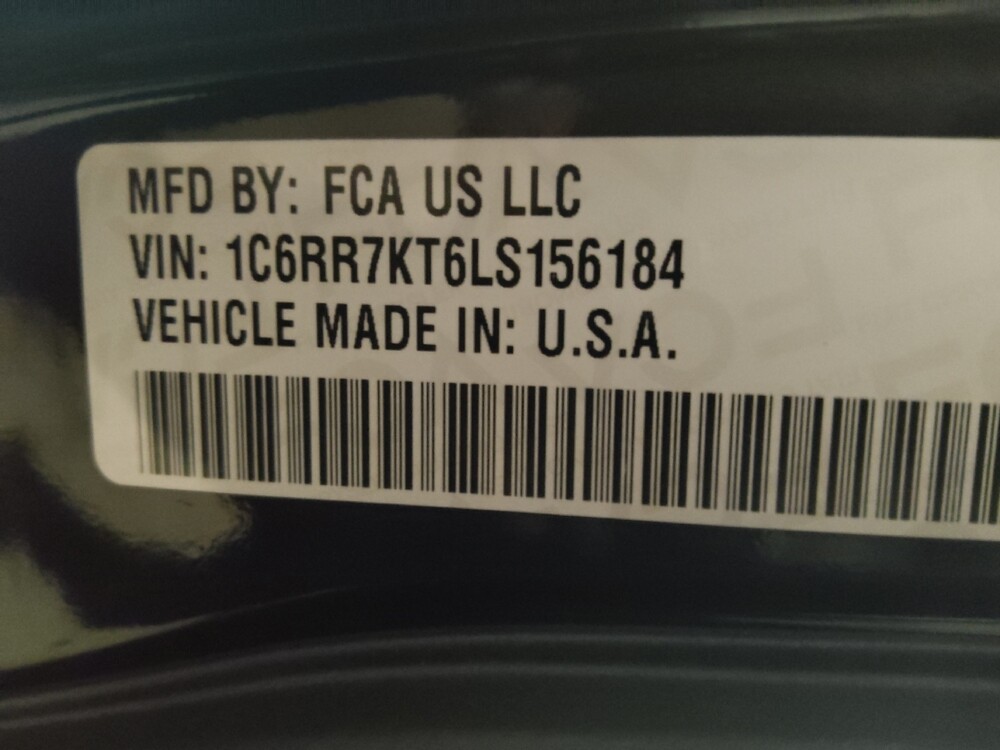 MFD BY: FCA US LLC
VIN: 1C6RR7KT6LS156184
VEHICLE MADE IN: U.S.A.